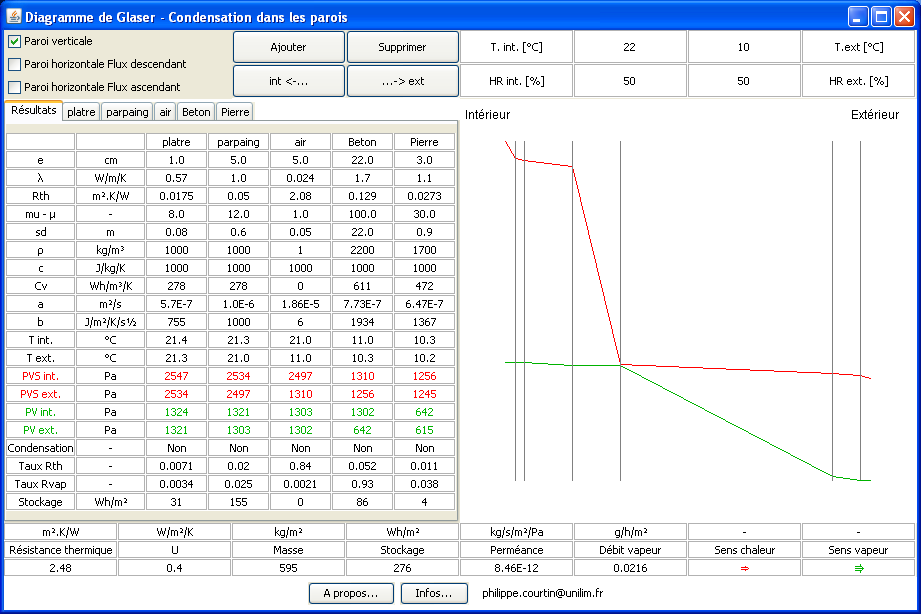 Diagramme de Glaser - Condensation dans les parois
Paroi verticale
Paroi horizontale Flux descendant
Paroi horizontale Flux ascendant
Ajouter Supprimer
int <-... ...-> ext
T. int. [°C] 22 10 T.ext [°C]
HR int. [%] 50 50 HR ext. [%]
Résultats platre parpaing air Beton Pierre
Intérieur Extérieur
platre parpaing air Beton Pierre
e cm 1.0 5.0 5.0 22.0 3.0
λ W/m/K 0.57 1.0 0.024 1.7 1.1
Rth m².K/W 0.0175 0.05 2.08 0.129 0.0273
mu - µ - 8.0 12.0 1.0 100.0 30.0
sd m 0.08 0.6 0.05 22.0 0.9
ρ kg/m³ 1000 1000 1 2200 1700
c J/kg/K 1000 1000 1000 1000 1000
Cv Wh/m³/K 278 278 0 611 472
a m²/s 5.7E-7 1.0E-6 1.86E-5 7.73E-7 6.47E-7
b J/m²/K/s½ 755 1000 6 1934 1367
T int. °C 21.4 21.3 21.0 11.0 10.3
T ext. °C 21.3 21.0 11.0 10.3 10.2
PVS int. Pa 2547 2534 2497 1310 1256
PVS ext. Pa 2534 2497 1310 1256 1245
PV int. Pa 1324 1321 1303 1302 642
PV ext. Pa 1321 1303 1302 642 615
Condensation - Non Non Non Non Non
Taux Rth - 0.0071 0.02 0.84 0.052 0.011
Taux Rvap - 0.0034 0.025 0.0021 0.93 0.038
Stockage Wh/m² 31 155 0 86 4
m².K/W W/m²/K kg/m² Wh/m² kg/s/m²/Pa g/h/m² - -
Résistance thermique U Masse Stockage Perméance Débit vapeur Sens chaleur Sens vapeur
2.48 0.4 595 276 8.46E-12 0.0216 ⇒ ⇛
A propos... Infos... philippe.courtin@unilim.fr